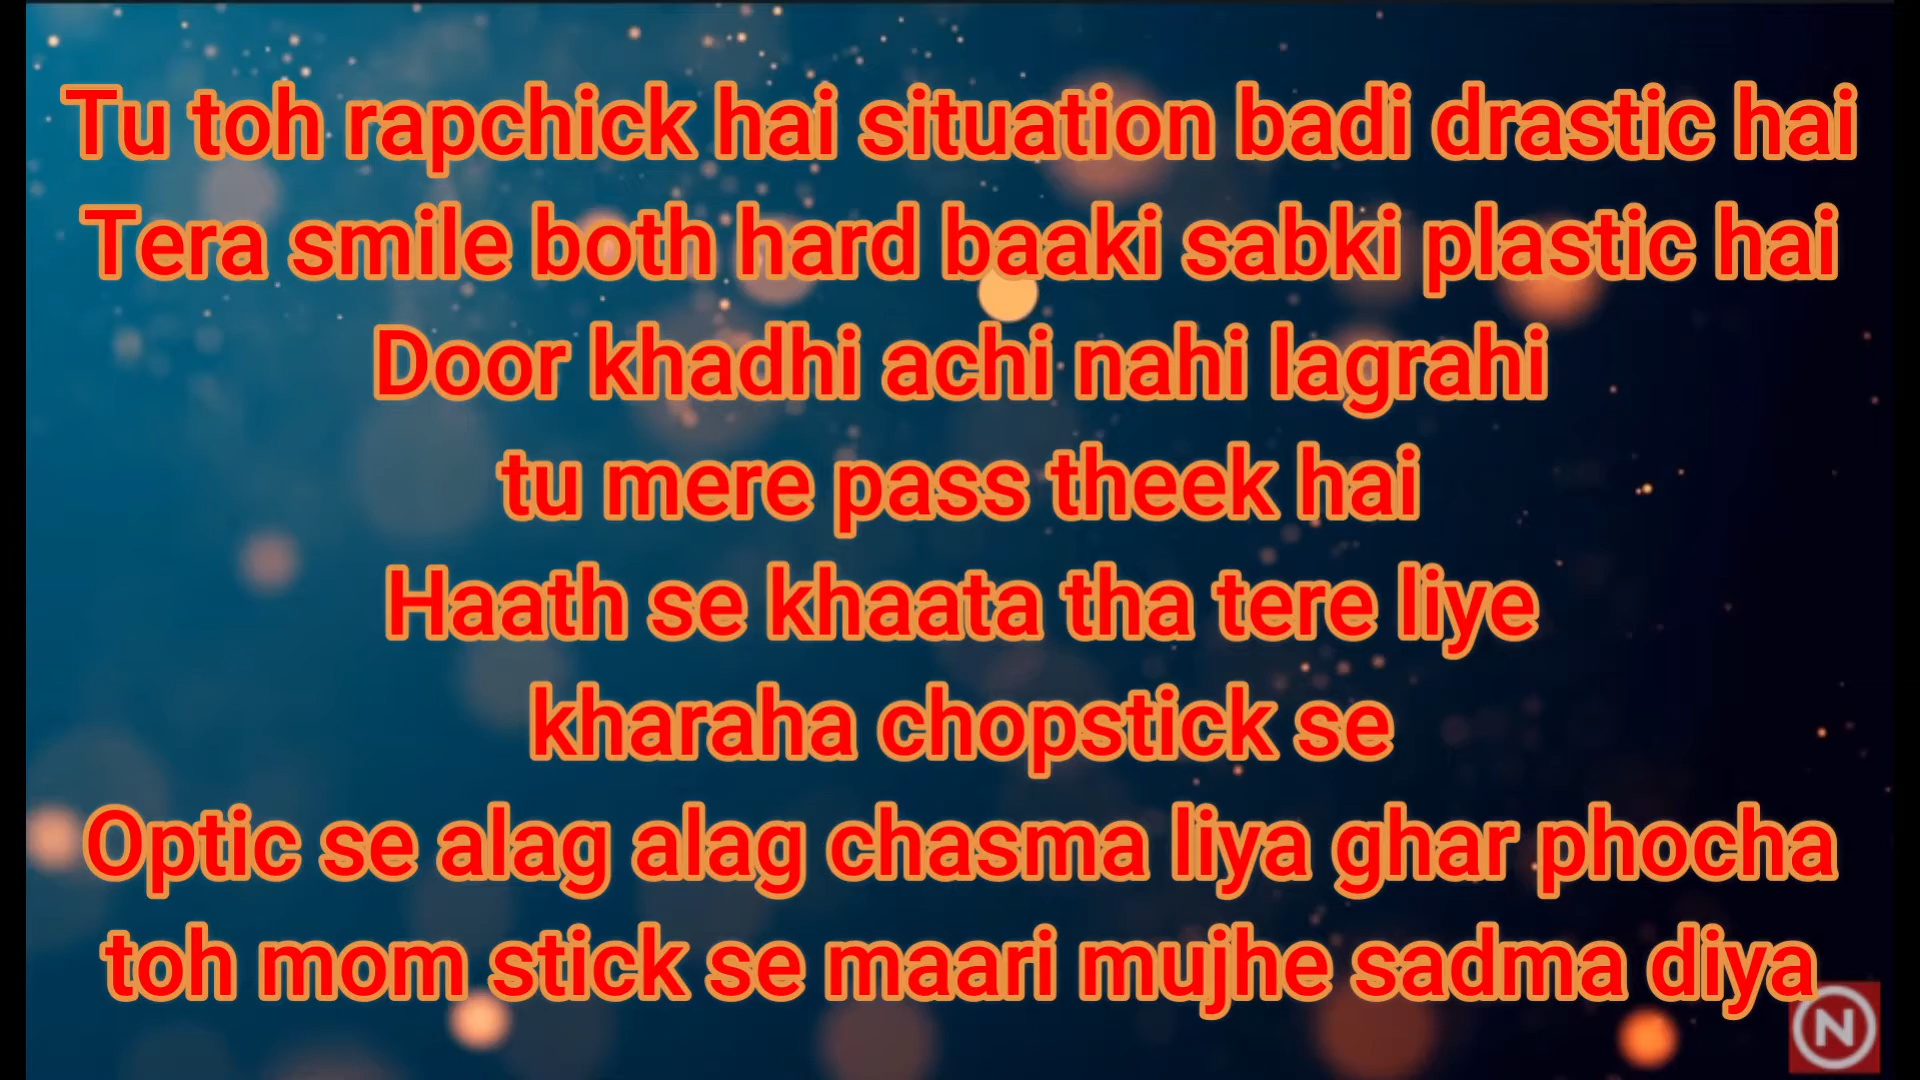 Tu toh rapchick hai situation badi drastic hai
Tera smile both hard baaki sabki plastic hai
Door khadhi achi nahi lagrahi
tu mere pass theek hai
Haath se khaata tha tere liye
kharaha chopstick se
Optic se alag alag chasma liya ghar phocha
toh mom stick se maari mujhe sadma diya
N